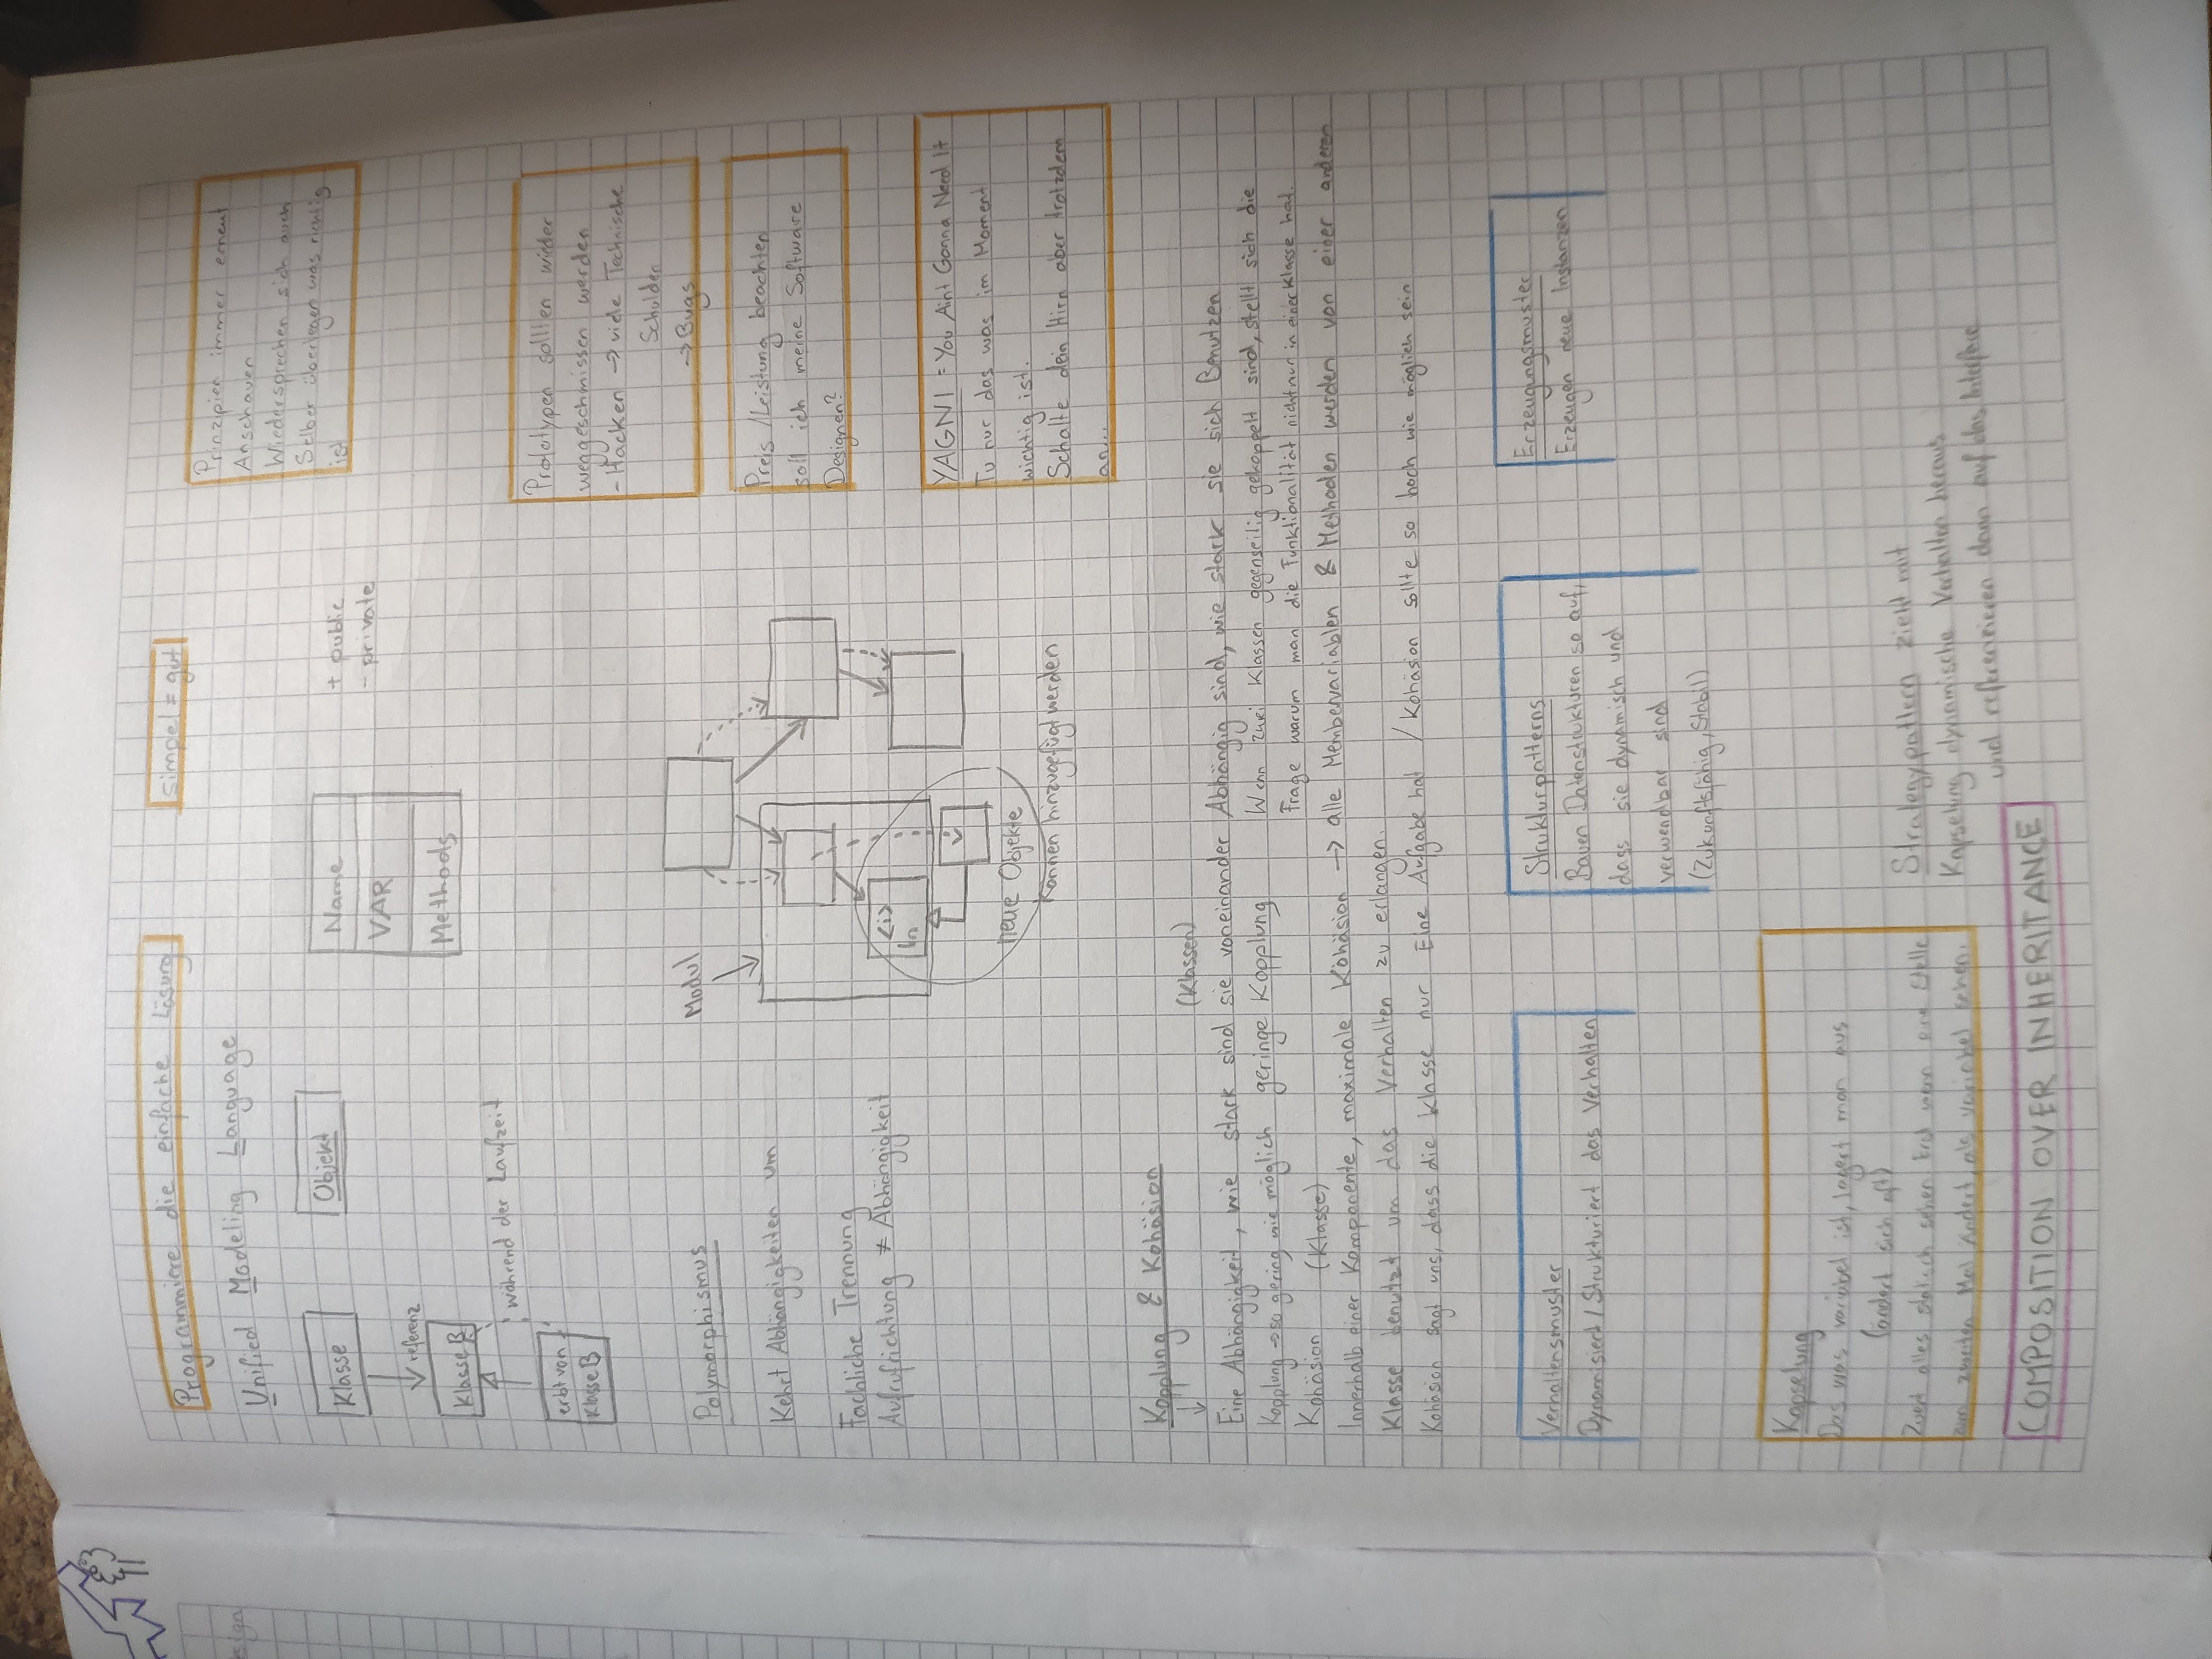 esign
Programmiere die einfache Lösung
simpel = gut
Unified Modeling Language
Prinzipien immer erneut
Anschauen
Wiedersprechen sich auch
Selber überlegen was richtig
ist
Klasse
Objekt
Name
VAR
Methods
+ public
- private
referenz
Klasse B
während der Laufzeit
erbt von
Klasse B
Prototypen sollten wieder
weggeschmissen werden
- Hacken → viele Technische
Schulden
→ Bugs
Polymorphismus
Kehrt Abhängigkeiten um
Fachliche Trennung
Aufrufrichtung ≠ Abhängigkeit
Modul
<i>
neue Objekte
können hinzugefügt werden
Preis/Leistung beachten
soll ich meine Software
Designen?
YAGNI = You Aint Gonna Need It
Tu nur das was im Moment
wichtig ist.
Schalte dein Hirn aber trotzdem
an...
Kopplung & Kohäsion
(Klassen)
Eine Abhängigkeit, wie stark sind sie voneinander Abhängig sind, wie stark sie sich Benutzen
Kopplung → so gering wie möglich geringe Kopplung
Wenn zwei Klassen gegenseitig gekoppelt sind, stellt sich die
Frage warum man die Funktionalität nicht nur in einer Klasse hat.
Kohäsion (Klasse)
Innerhalb einer Komponente, maximale Kohäsion → alle Membervariablen & Methoden werden von einer anderen
Klasse benutzt um das Verhalten zu erlangen.
Kohäsion sagt uns, dass die Klasse nur Eine Aufgabe hat / Kohäsion sollte so hoch wie möglich sein
Verhaltensmuster
Dynamisiert / Strukturiert das Verhalten
Strukturpatterns
Bauen Datenstrukturen so auf,
dass sie dynamisch und
verwendbar sind
(Zukunftsfähig, Stabil)
Erzeugungsmuster
Erzeugen neue Instanzen
Kapselung
Das was variabel ist, lagert man aus
(ändert sich oft)
Zuerst alles statisch sehen, Erst wenn eine Stelle
zum zweiten Mal ändert, als variabel sehen.
Strategypattern zieht mit
Kapselung dynamische Verhalten heraus
und referenzieren dann auf das Interface
COMPOSITION OVER INHERITANCE